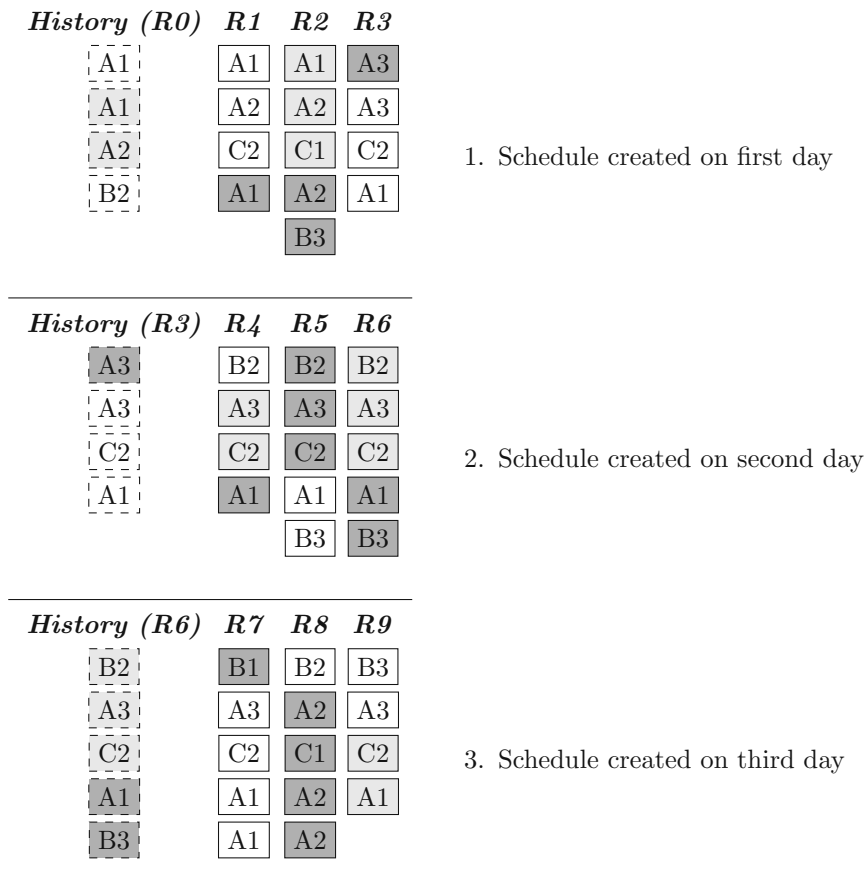 History (R0) R1 R2 R3
A1 A1 A1 A3
A1 A2 A2 A3
A2 C2 C1 C2
B2 A1 A2 A1
B3
1. Schedule created on first day
History (R3) R4 R5 R6
A3 B2 B2 B2
A3 A3 A3 A3
C2 C2 C2 C2
A1 A1 A1 A1
B3 B3
2. Schedule created on second day
History (R6) R7 R8 R9
B2 B1 B2 B3
A3 A3 A2 A3
C2 C2 C1 C2
A1 A1 A2 A1
B3 A1 A2
3. Schedule created on third day